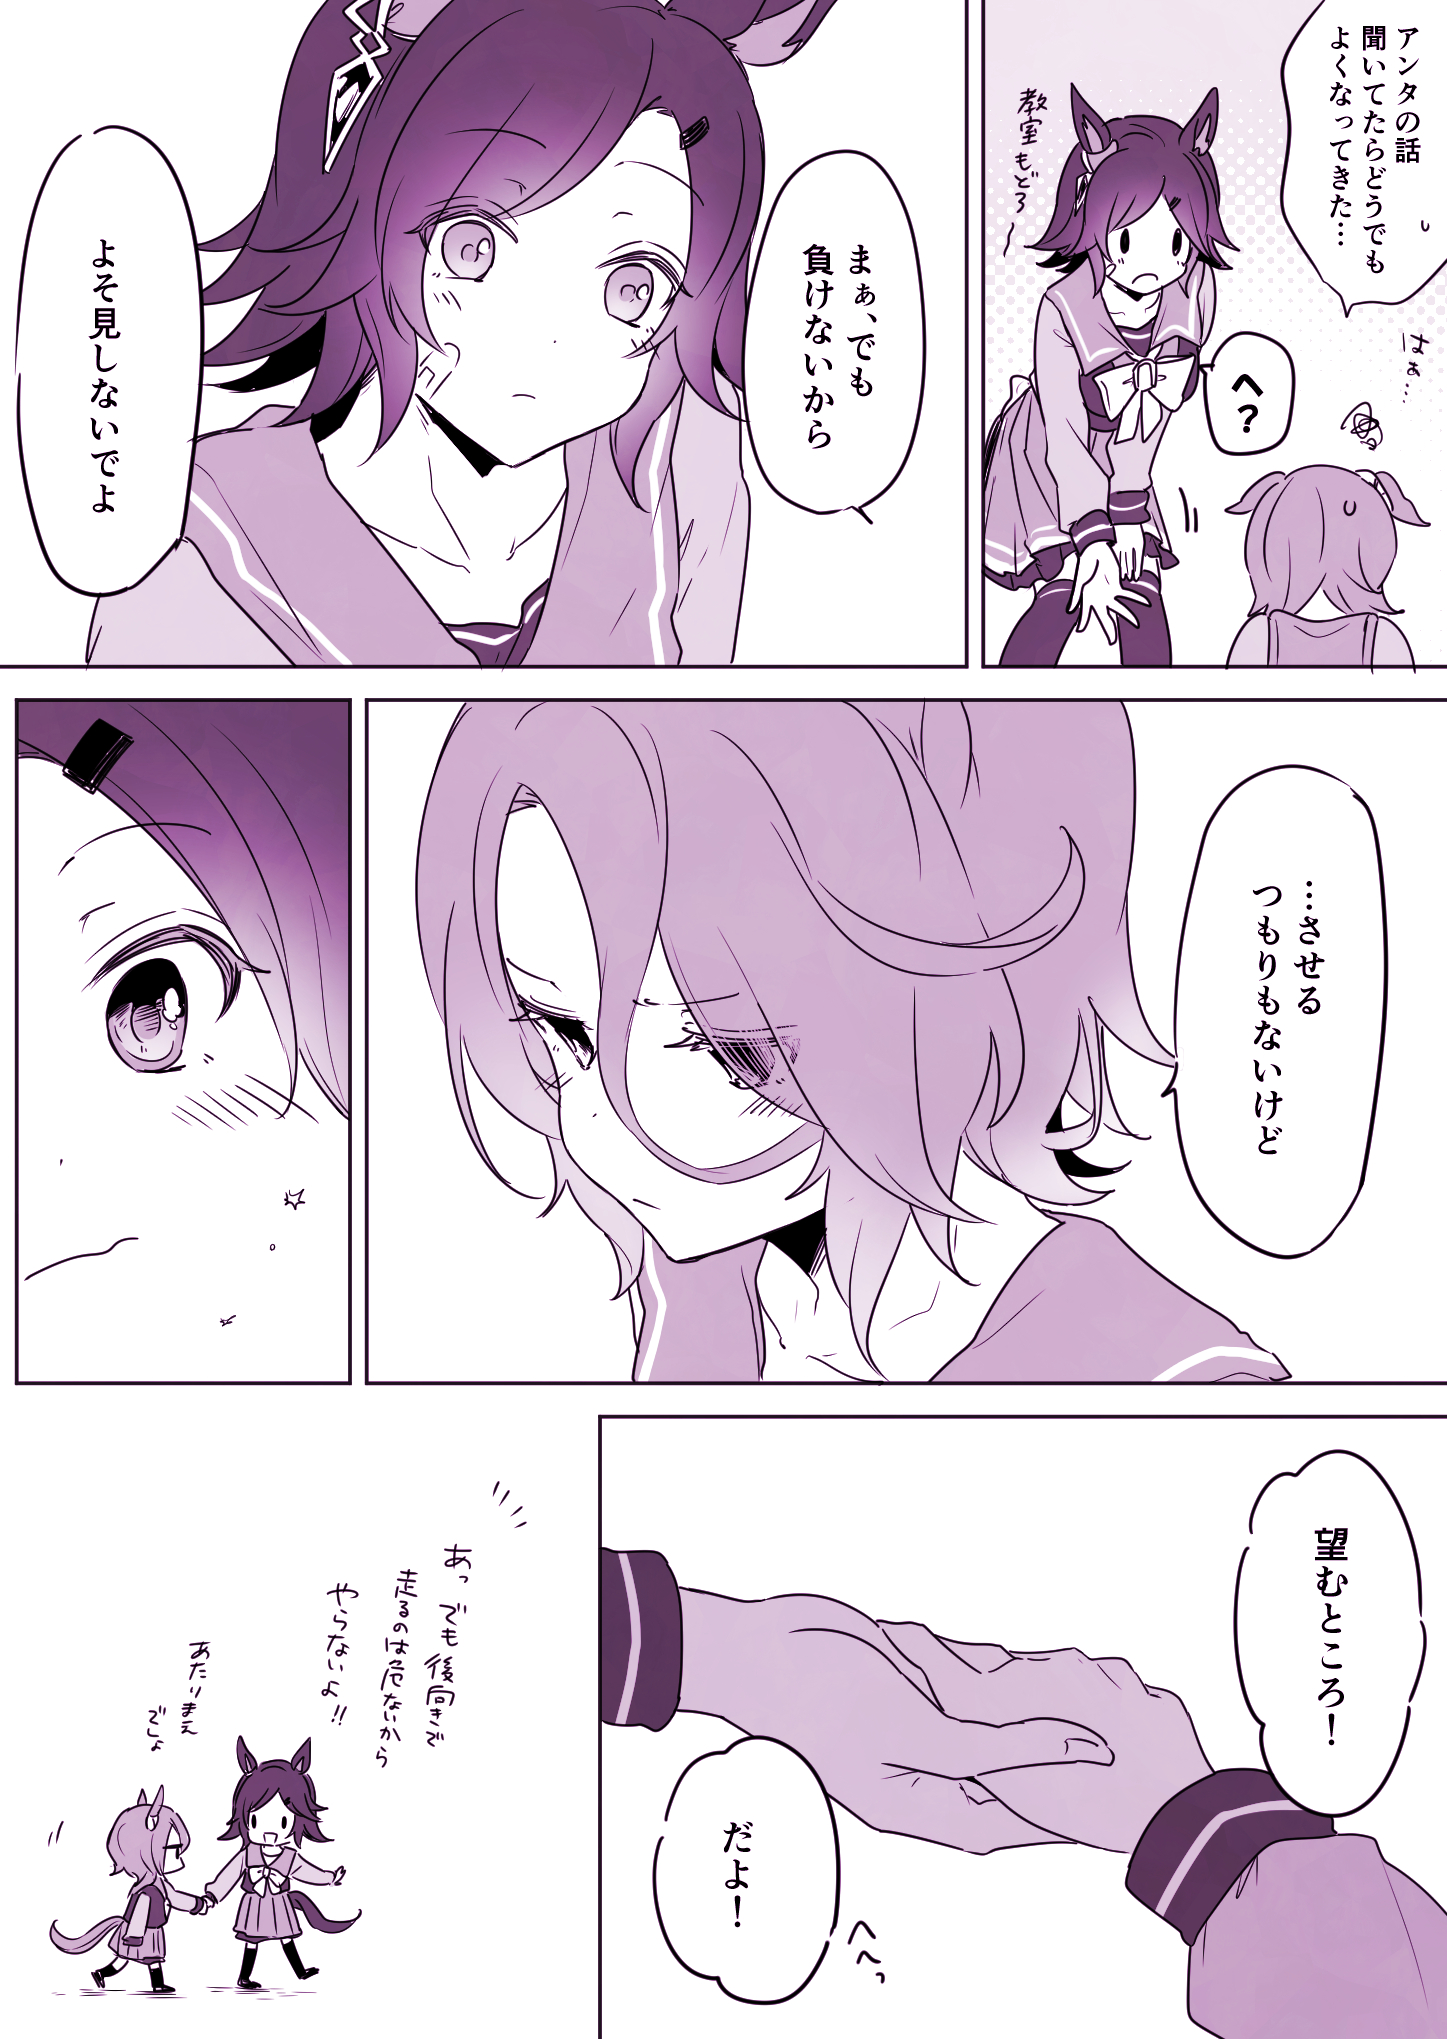 アンタの話
聞いてたらどうでも
よくなってきた…
はぁ…
教室もどろー
へ？
まぁ、でも
負けないから
よそ見しないでよ
…させる
つもりもないけど
望むところ！
だよ！
へへっ
あっ でも後向きで
走るのは危ないから
やらないよ!!
あたりまえ
でしょ